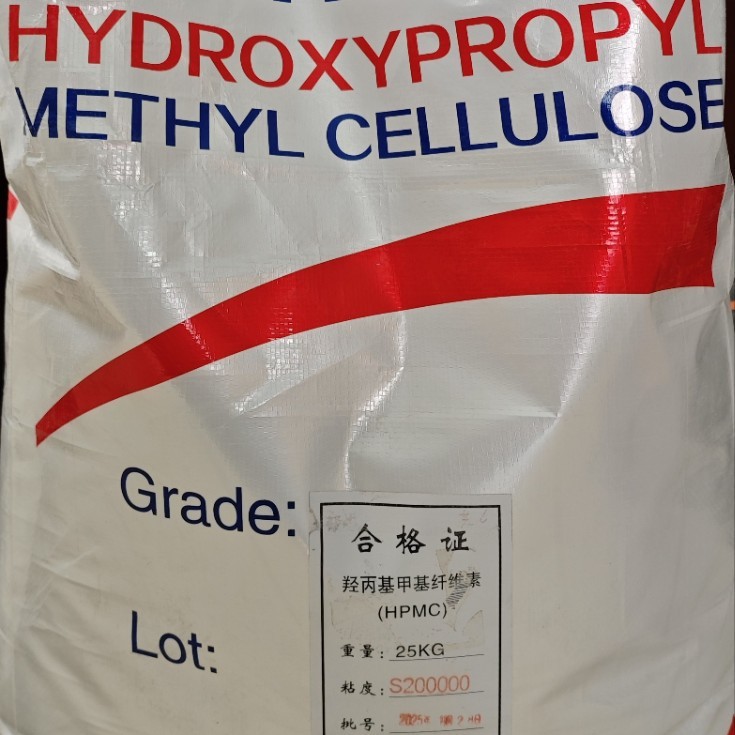 HYDROXYPROPYL
METHYL CELLULOSE
Grade:
Lot:
合格证
羟丙基甲基纤维素
(HPMC)
重量: 25KG
粘度: S200000
批号: